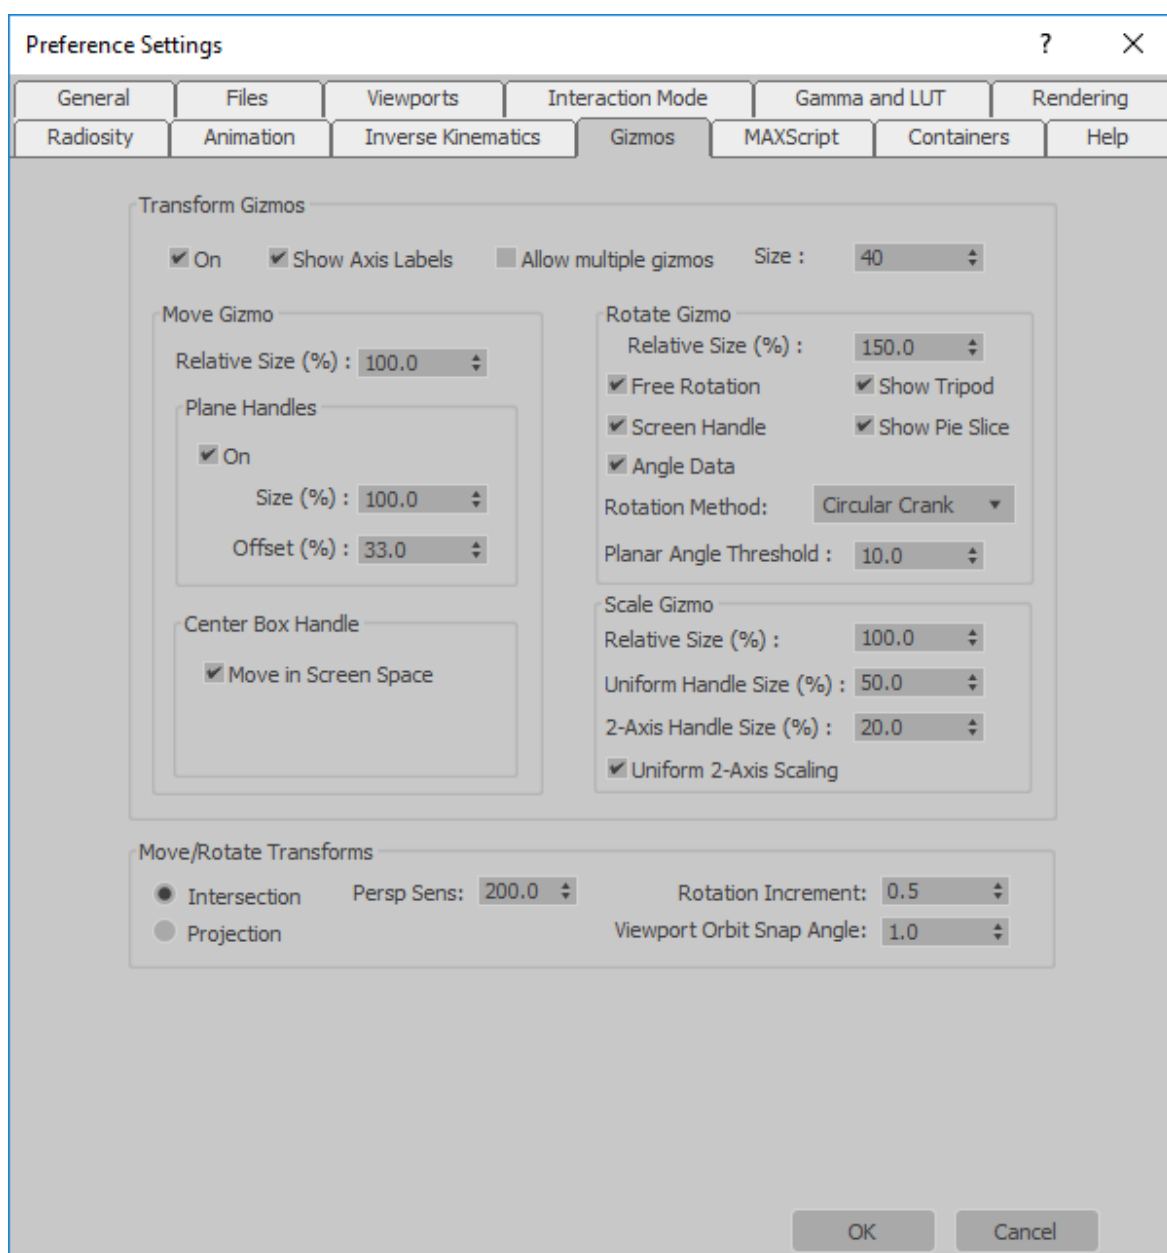 Preference Settings ?
General Files Viewports Interaction Mode Gamma and LUT Rendering
Radiosity Animation Inverse Kinematics Gizmos MAXScript Containers Help
Transform Gizmos
On Show Axis Labels Allow multiple gizmos Size : 40
Move Gizmo
Relative Size (%) : 100.0
Plane Handles
On
Size (%) : 100.0
Offset (%) : 33.0
Center Box Handle
Move in Screen Space
Rotate Gizmo
Relative Size (%) : 150.0
Free Rotation Show Tripod
Screen Handle Show Pie Slice
Angle Data
Rotation Method: Circular Crank
Planar Angle Threshold : 10.0
Scale Gizmo
Relative Size (%) : 100.0
Uniform Handle Size (%) : 50.0
2-Axis Handle Size (%) : 20.0
Uniform 2-Axis Scaling
Move/Rotate Transforms
Intersection Persp Sens: 200.0 Rotation Increment: 0.5
Projection Viewport Orbit Snap Angle: 1.0
OK Cancel